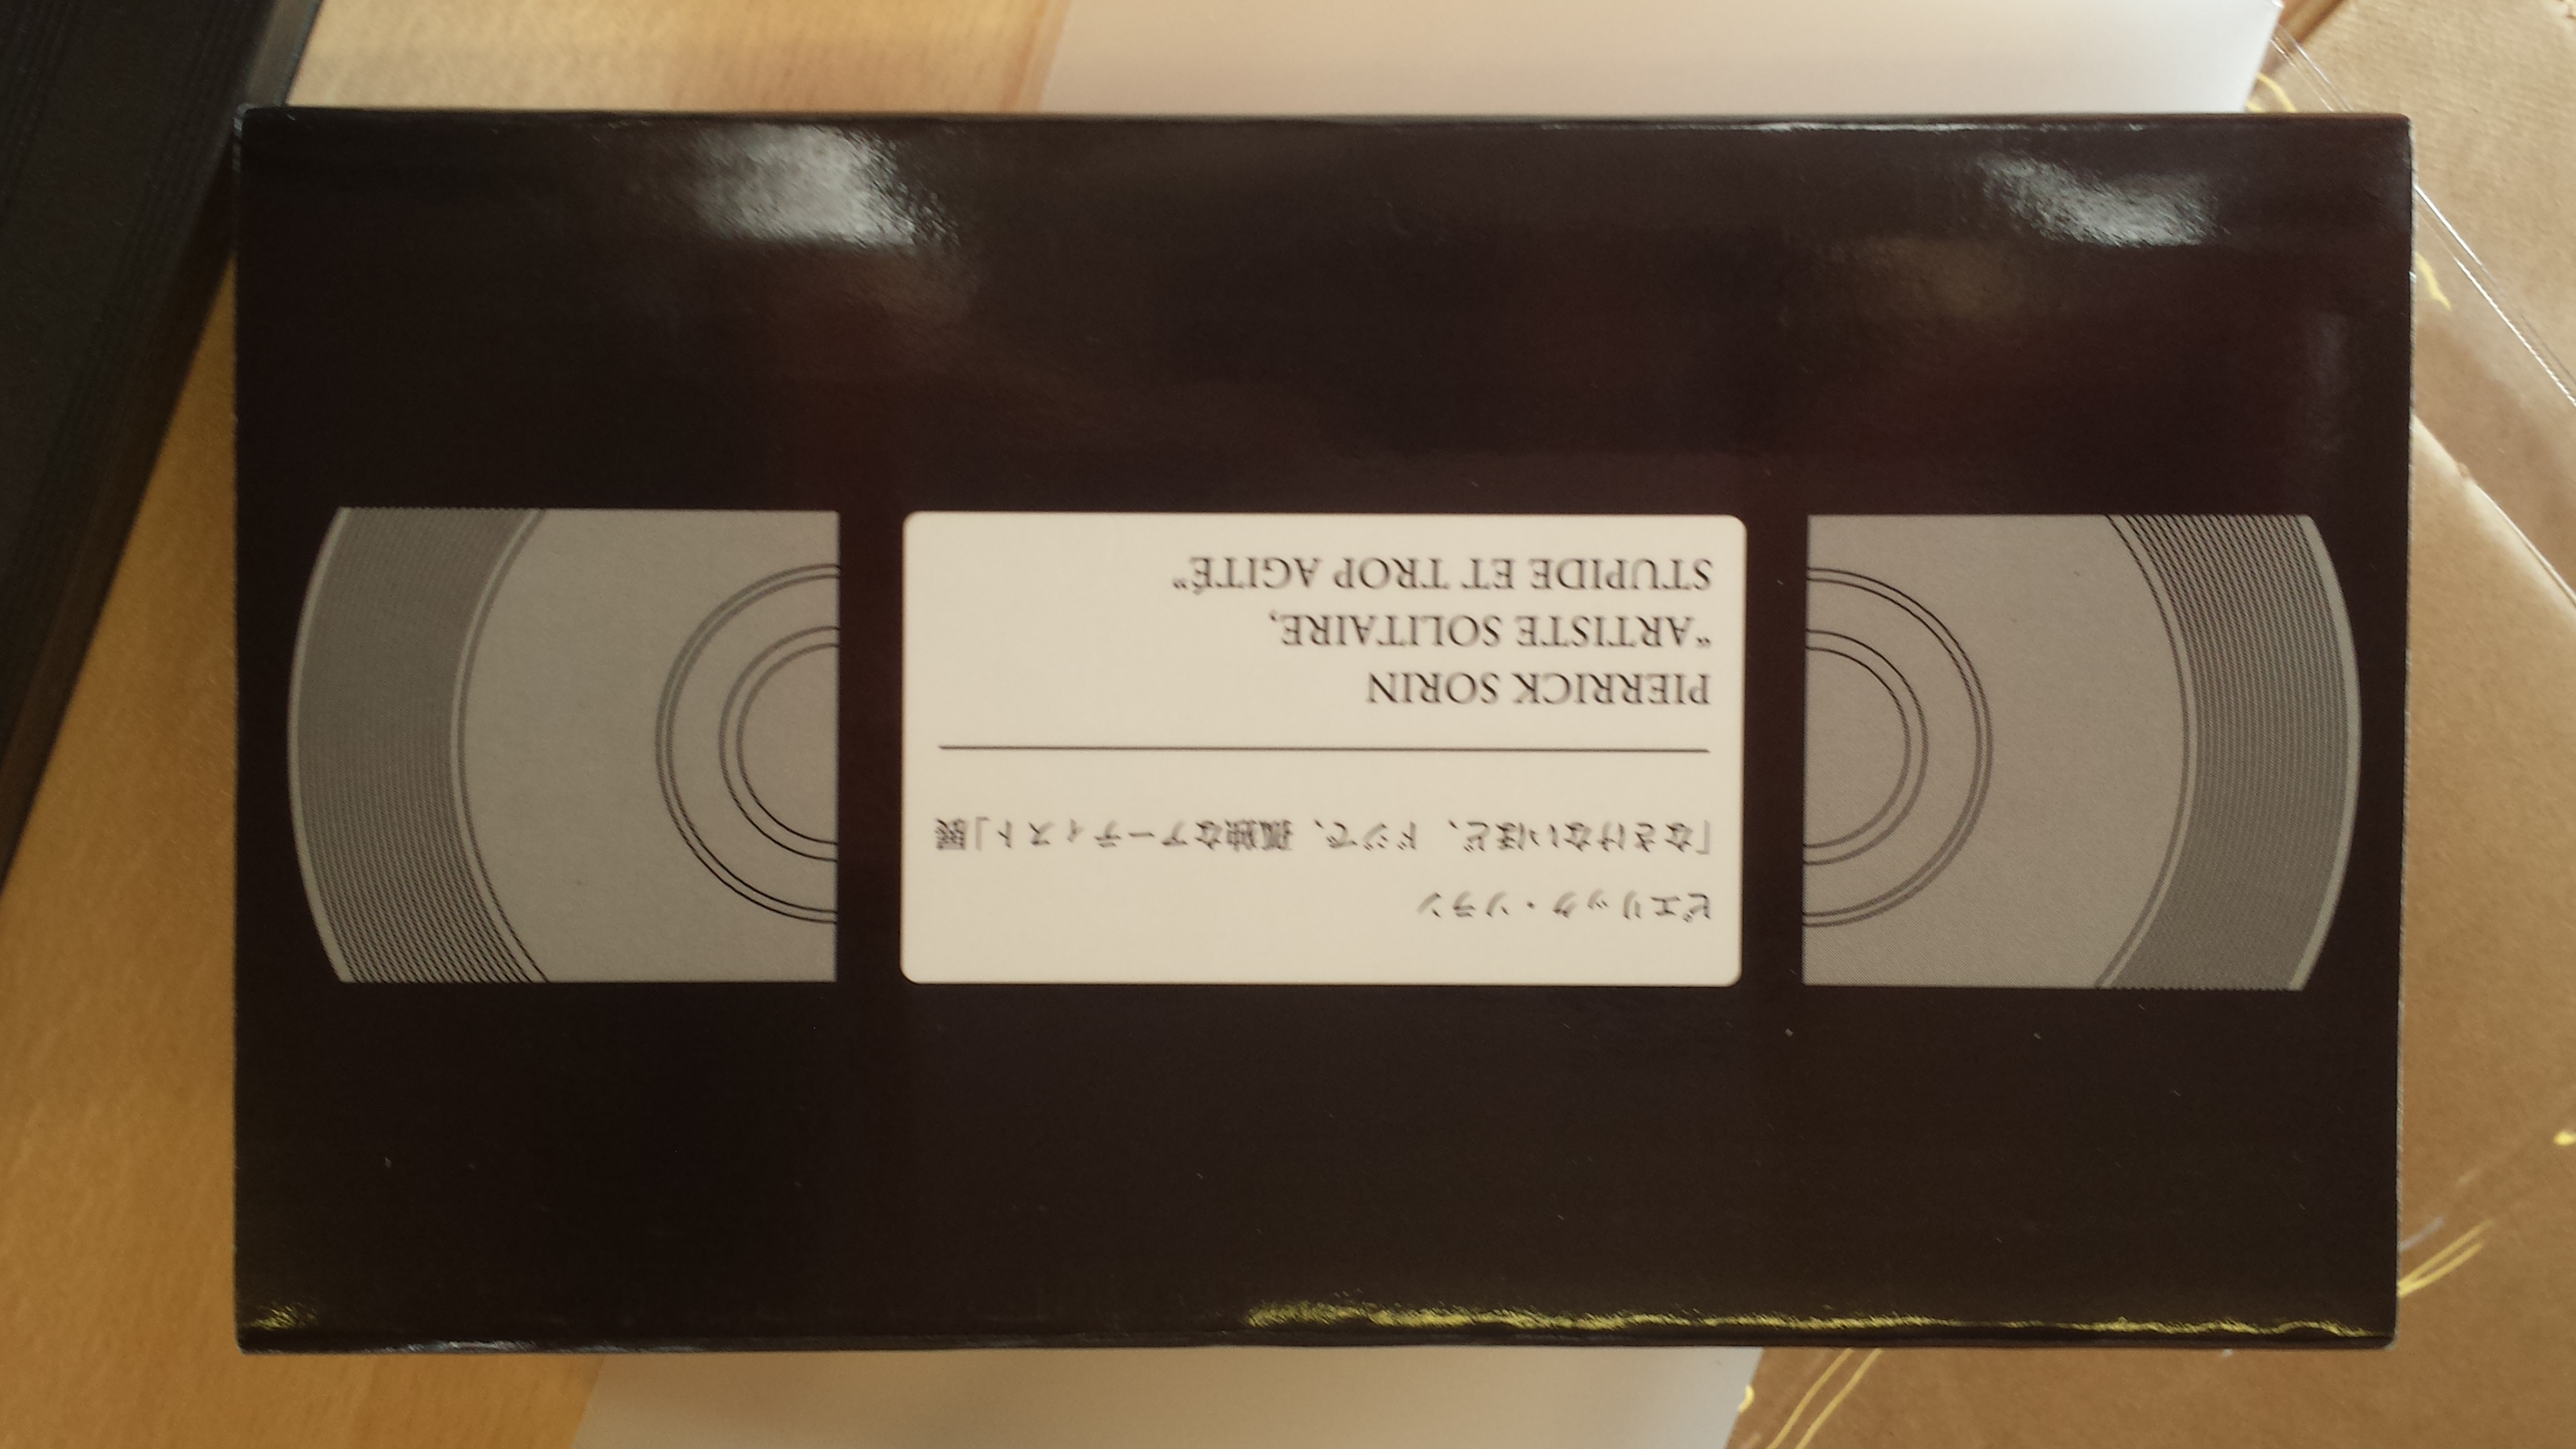 ピエリック・ソラン
「なさけないほど、ドジで、孤独なアーティスト」展
PIERRICK SORIN
“ARTISTE SOLITAIRE,
STUPIDE ET TROP AGITÉ”